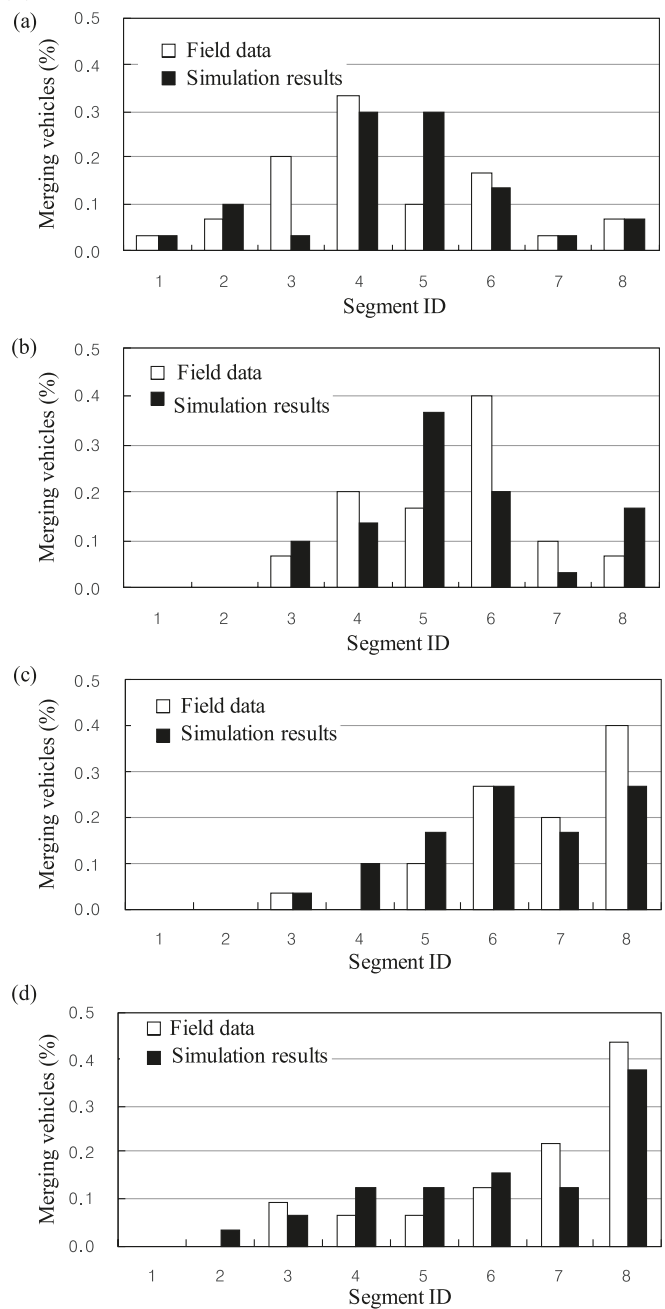 (a)
0.5
0.4
0.3
0.2
0.1
0.0
Merging vehicles (%)
Field data
Simulation results
1 2 3 4 5 6 7 8
Segment ID
(b)
0.5
0.4
0.3
0.2
0.1
0.0
Merging vehicles (%)
Field data
Simulation results
1 2 3 4 5 6 7 8
Segment ID
(c)
0.5
0.4
0.3
0.2
0.1
0.0
Merging vehicles (%)
Field data
Simulation results
1 2 3 4 5 6 7 8
Segment ID
(d)
0.5
0.4
0.3
0.2
0.1
0.0
Merging vehicles (%)
Field data
Simulation results
1 2 3 4 5 6 7 8
Segment ID